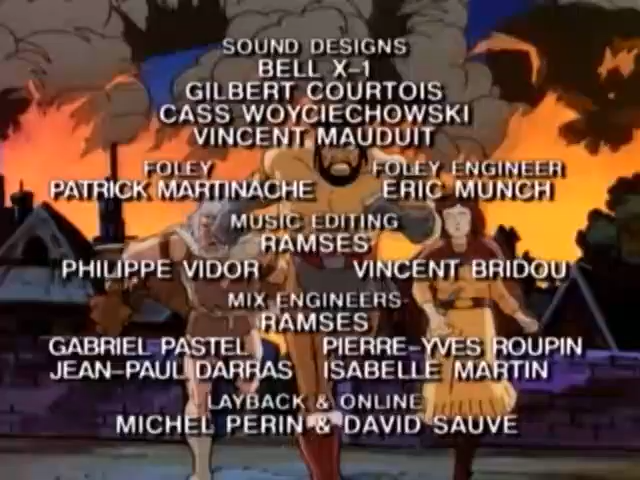 SOUND DESIGNS
BELL X-1
GILBERT COURTOIS
CASS WOYCIECHOWSKI
VINCENT MAUDUIT
FOLEY FOLEY ENGINEER
PATRICK MARTINACHE ERIC MUNCH
MUSIC EDITING
RAMSES
PHILIPPE VIDOR VINCENT BRIDOU
MIX ENGINEERS
RAMSES
GABRIEL PASTEL PIERRE-YVES ROUPIN
JEAN-PAUL DARRAS ISABELLE MARTIN
LAYBACK & ONLINE
MICHEL PERIN & DAVID SAUVE